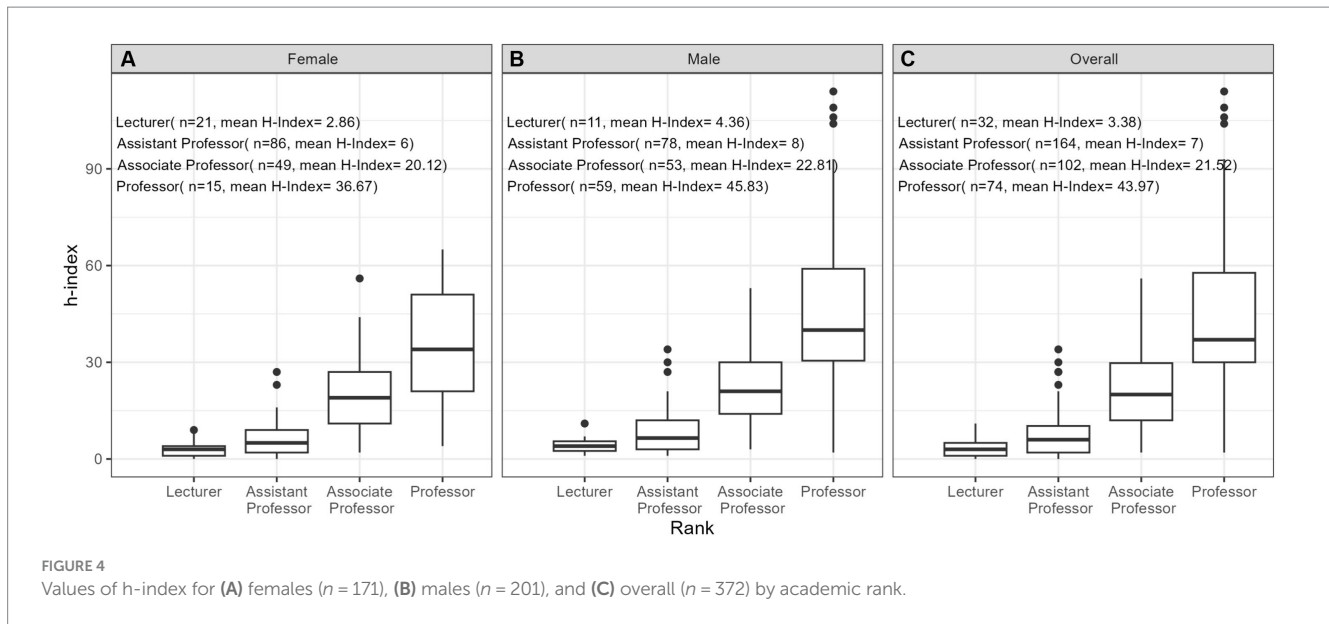 A Female
Lecturer( n=21, mean H-Index= 2.86)
Assistant Professor( n=86, mean H-Index= 6)
Associate Professor( n=49, mean H-Index= 20.12)
Professor( n=15, mean H-Index= 36.67)
B Male
Lecturer( n=11, mean H-Index= 4.36)
Assistant Professor( n=78, mean H-Index= 8)
Associate Professor( n=53, mean H-Index= 22.81)
Professor( n=59, mean H-Index= 45.83)
C Overall
Lecturer( n=32, mean H-Index= 3.38)
Assistant Professor( n=164, mean H-Index= 7)
Associate Professor( n=102, mean H-Index= 21.52)
Professor( n=74, mean H-Index= 43.97)
h-index
90
60
30
0
Lecturer
Assistant
Professor
Associate
Professor
Professor
Lecturer
Assistant
Professor
Associate
Professor
Professor
Lecturer
Assistant
Professor
Associate
Professor
Professor
Rank
FIGURE 4
Values of h-index for (A) females (n = 171), (B) males (n = 201), and (C) overall (n = 372) by academic rank.